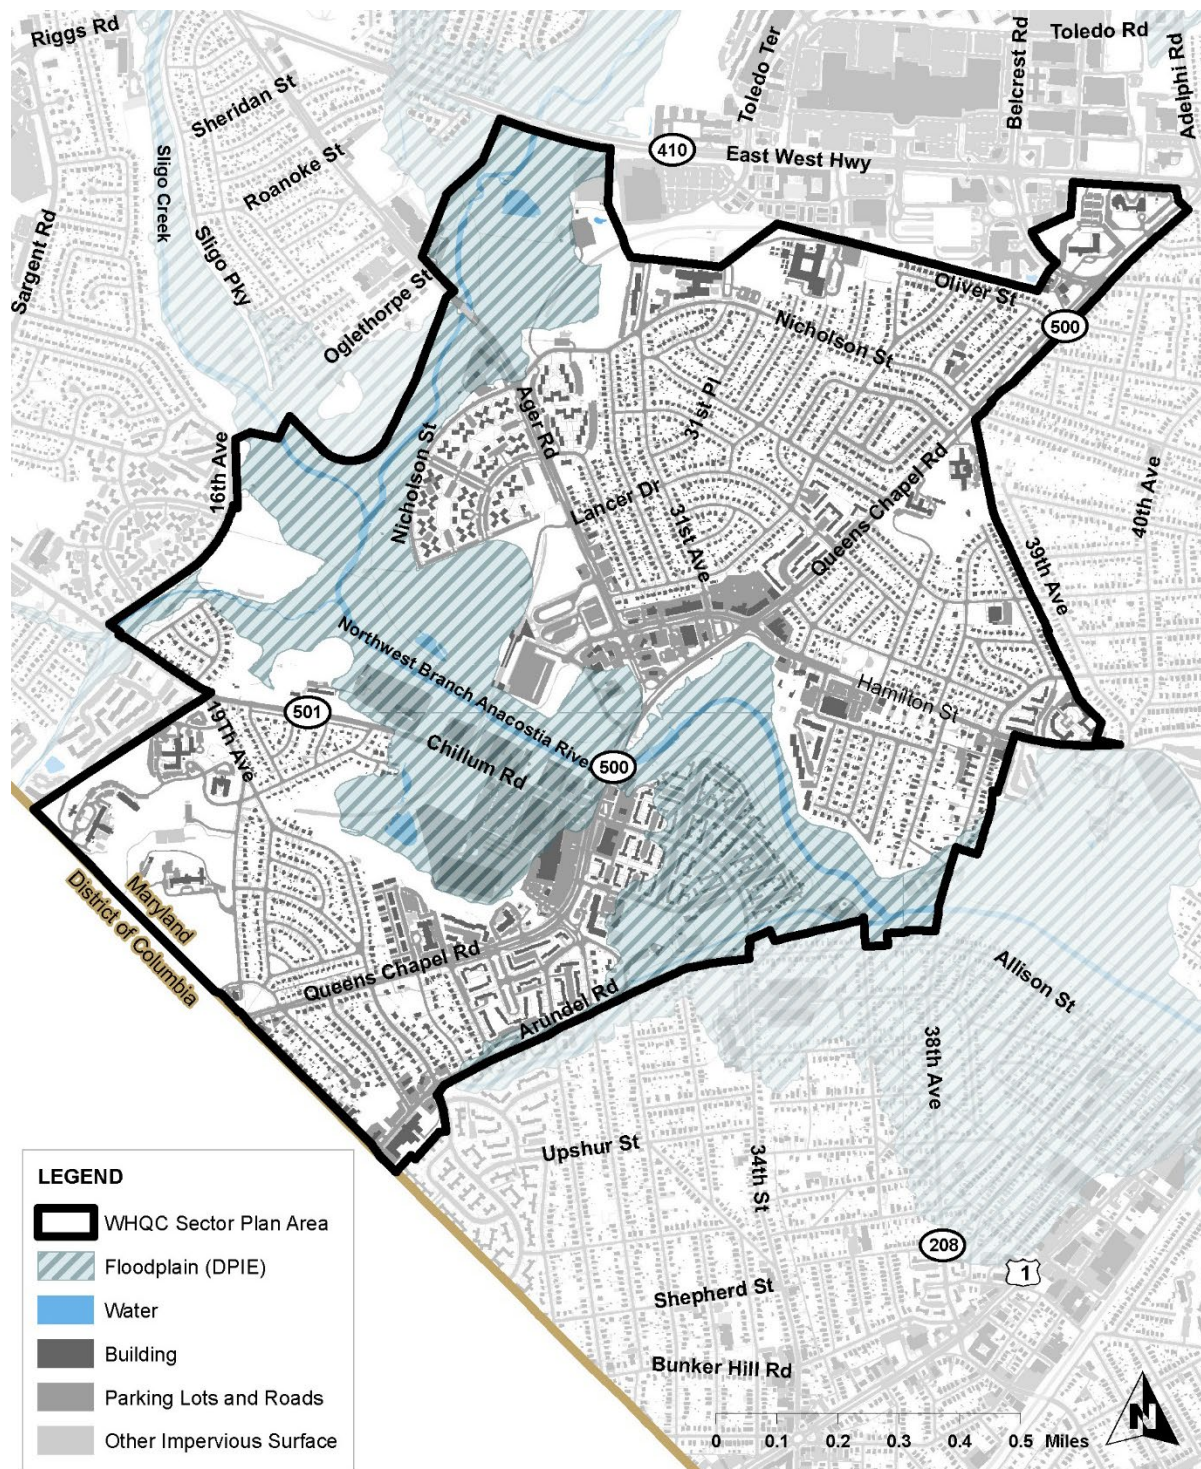 Riggs Rd
Toledo Rd
Toledo Ter
Belcrest Rd
Adelphi Rd
Sheridan St
Sligo Creek
Roanoke St
410
East West Hwy
Sargent Rd
Sligo Pky
Oglethorpe St
Oliver St
Nicholson St
500
Ager Rd
31st Pl
16th Ave
Nicholson St
Lancer Dr
31st Ave
Queens Chapel Rd
40th Ave
39th Ave
Northwest Branch Anacostia River
Hamilton St
501
19Th Ave
Chillum Rd
500
Maryland
District of Columbia
Queens Chapel Rd
Arundel Rd
Allison St
38th Ave
Upshur St
34th St
208
1
Shepherd St
Bunker Hill Rd
LEGEND
WHQC Sector Plan Area
Floodplain (DPIE)
Water
Building
Parking Lots and Roads
Other Impervious Surface
0 0.1 0.2 0.3 0.4 0.5 Miles
N